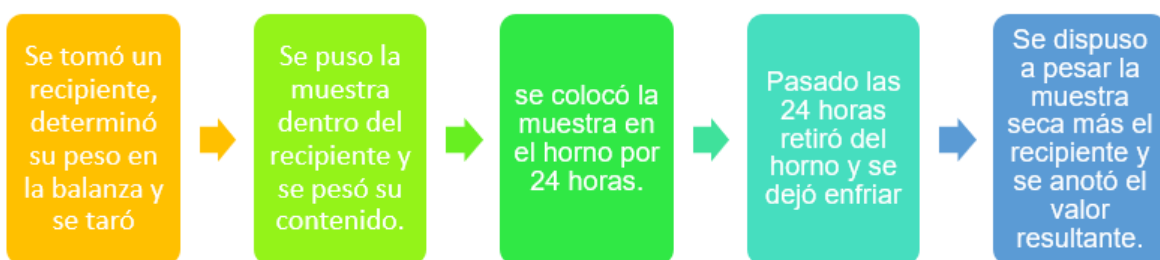 Se tomó un
recipiente,
determinó
su peso en
la balanza y
se taró
Se puso la
muestra
dentro del
recipiente y
se pesó su
contenido.
se colocó la
muestra en
el horno por
24 horas.
Pasado las
24 horas
retiró del
horno y se
dejó enfriar
Se dispuso
a pesar la
muestra
seca más el
recipiente y
se anotó el
valor
resultante.